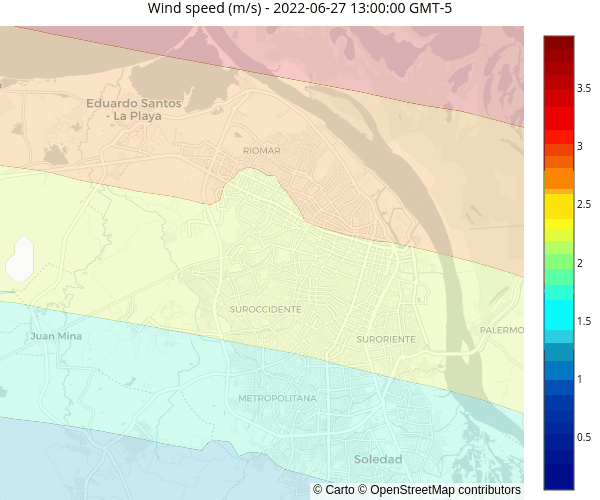 Wind speed (m/s) - 2022-06-27 13:00:00 GMT-5
Eduardo Santos
- La Playa
RIOMAR
SUROCCIDENTE
SURORIENTE
PALERMO
Juan Mina
METROPOLITANA
Soledad
3.5
3
2.5
2
1.5
1
0.5
© Carto © OpenStreetMap contributors